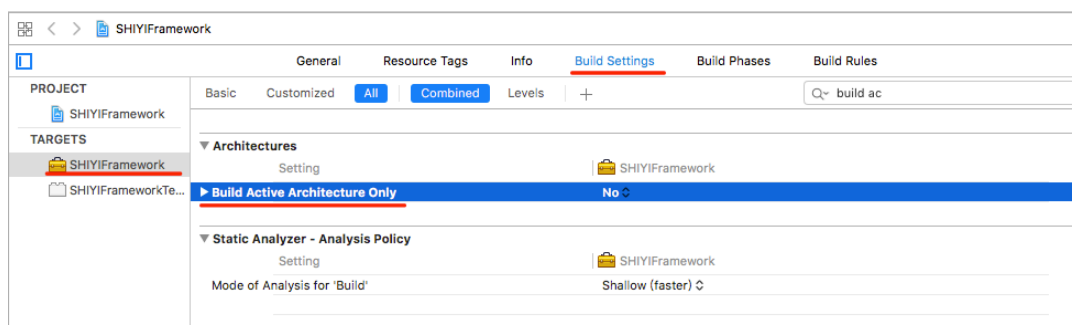 SHIYIFramework
General Resource Tags Info Build Settings Build Phases Build Rules
PROJECT
SHIYIFramework
TARGETS
SHIYIFramework
SHIYIFrameworkTe...
Basic Customized All Combined Levels + build ac
Architectures
Setting SHIYIFramework
Build Active Architecture Only No
Static Analyzer - Analysis Policy
Setting SHIYIFramework
Mode of Analysis for 'Build' Shallow (faster)